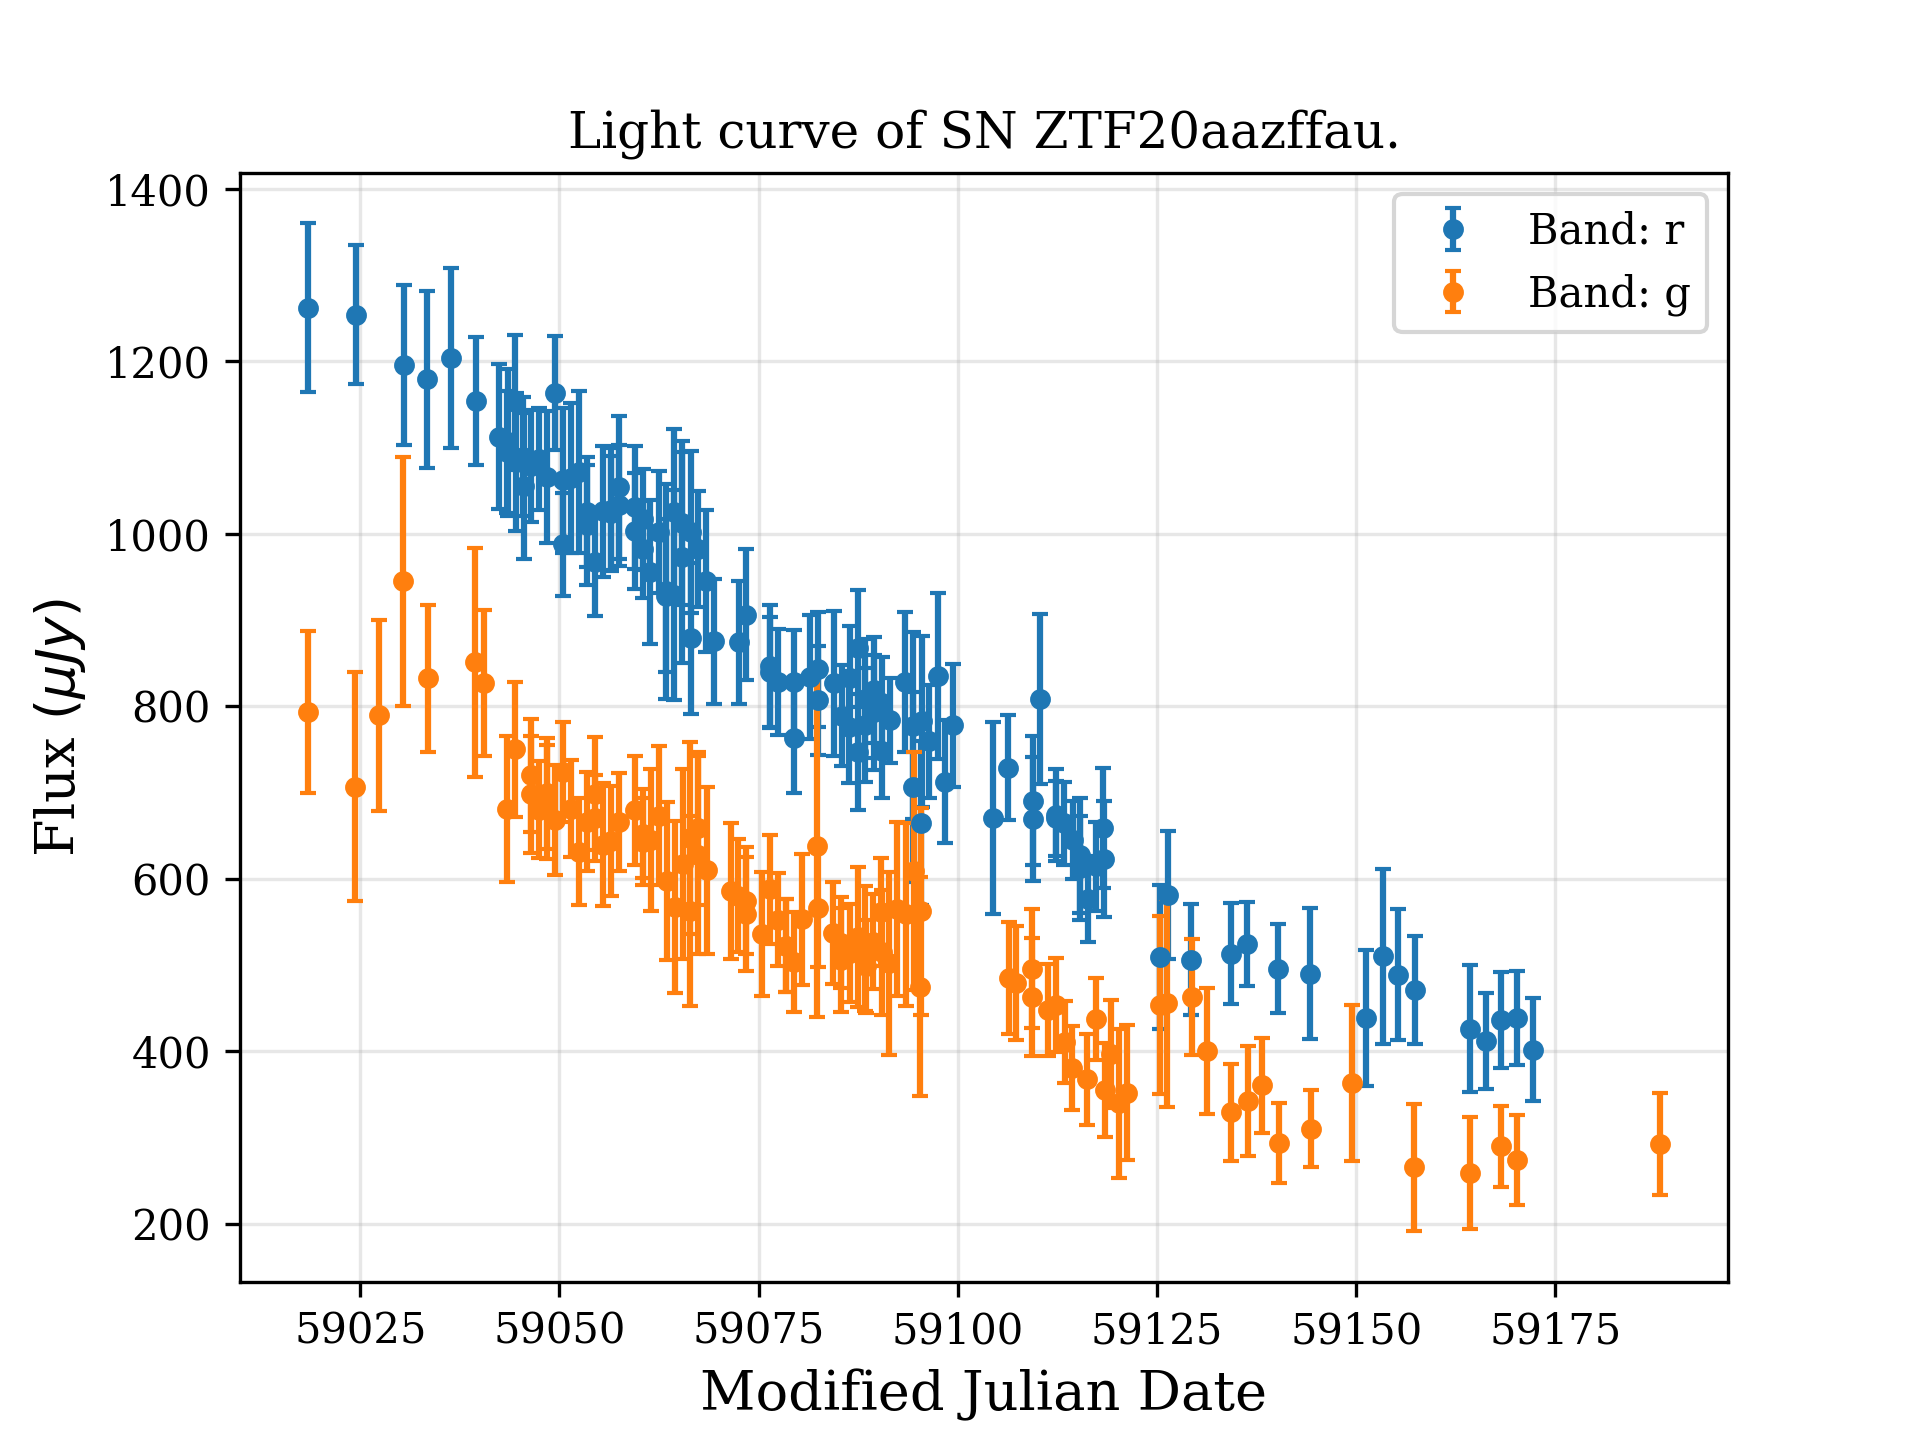 Light curve of SN ZTF20aazffau.
1400
1200
1000
800
600
400
200
Flux (μJy)
Band: r
Band: g
59025 59050 59075 59100 59125 59150 59175
Modified Julian Date